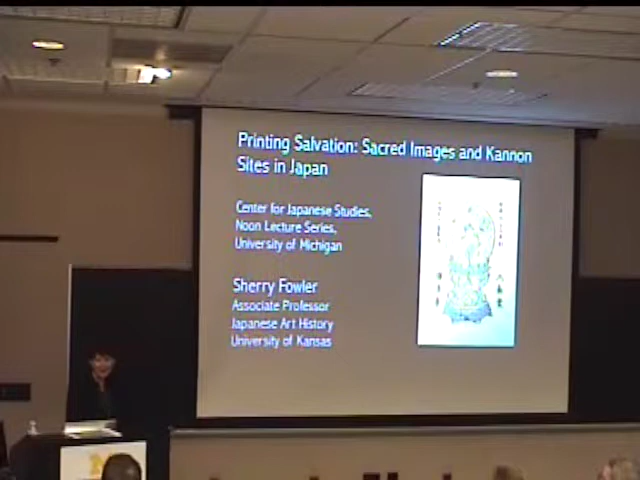 Printing Salvation: Sacred Images and Kannon
Sites in Japan
Center for Japanese Studies,
Noon Lecture Series,
University of Michigan
Sherry Fowler
Associate Professor
Japanese Art History
University of Kansas